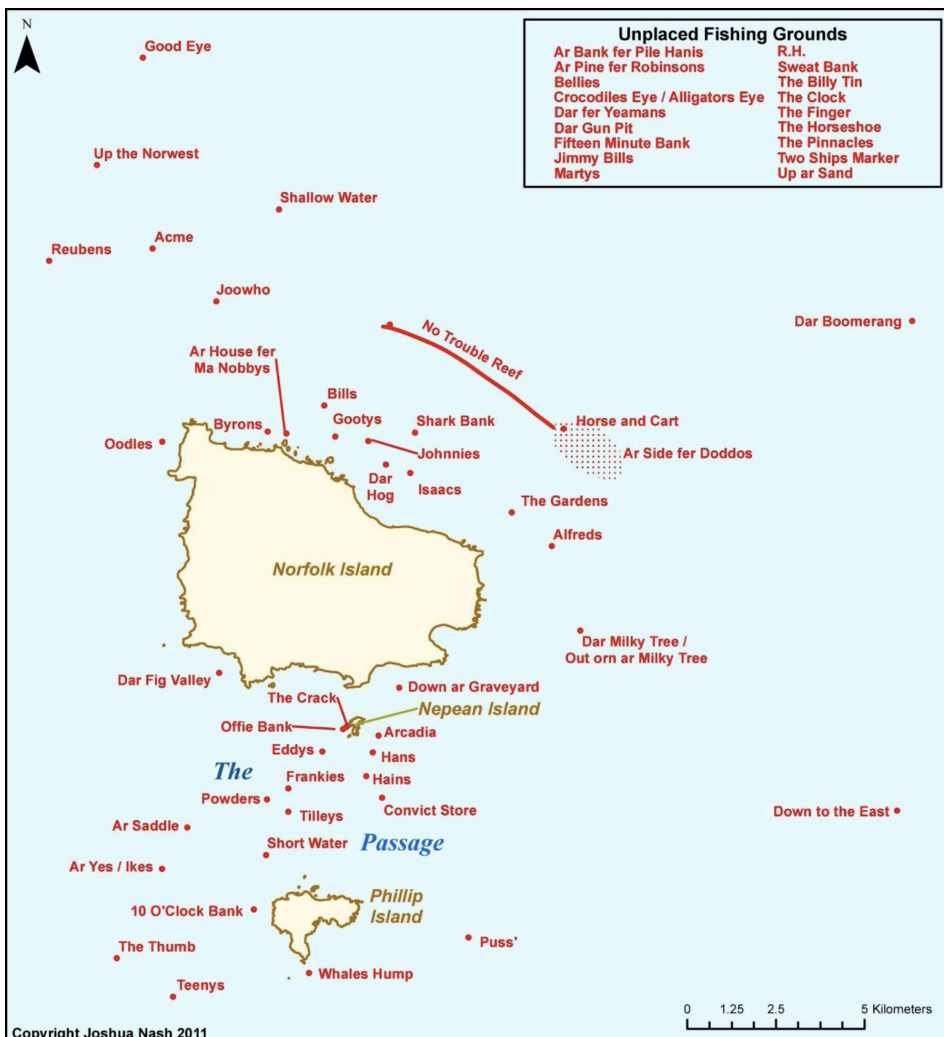 N
Good Eye
Unplaced Fishing Grounds
Ar Bank fer Pile Hanis
Ar Pine fer Robinsons
Bellies
Crocodiles Eye / Alligators Eye
Dar fer Yeamans
Dar Gun Pit
Fifteen Minute Bank
Jimmy Bills
Martys
R.H.
Sweat Bank
The Billy Tin
The Clock
The Finger
The Horseshoe
The Pinnacles
Two Ships Marker
Up ar Sand
Up the Norwest
Shallow Water
Acme
Reubens
Joowho
No Trouble Reef
Dar Boomerang
Ar House fer
Ma Nobbys
Bills
Byrons
Gootys
Shark Bank
Horse and Cart
Oodles
Johnnies
Ar Side fer Doddos
Dar
Hog
Isaacs
The Gardens
Alfreds
Norfolk Island
Dar Milky Tree /
Out orn ar Milky Tree
Dar Fig Valley
Down ar Graveyard
The Crack
Nepean Island
Offie Bank
Arcadia
Eddys
Hans
The
Frankies
Hains
Powders
Tilleys
Convict Store
Down to the East
Ar Saddle
Short Water
Passage
Ar Yes / Ikes
Phillip
Island
10 O'Clock Bank
The Thumb
Puss'
Whales Hump
Teenys
0 1.25 2.5 5 Kilometers
Copyright Joshua Nash 2011